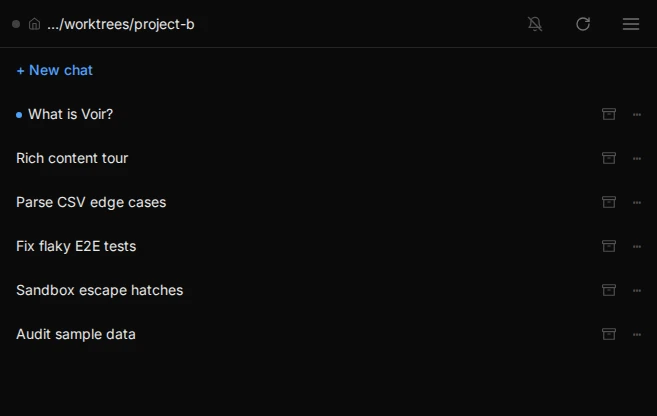 .../worktrees/project-b
+ New chat
What is Voir?
Rich content tour
Parse CSV edge cases
Fix flaky E2E tests
Sandbox escape hatches
Audit sample data